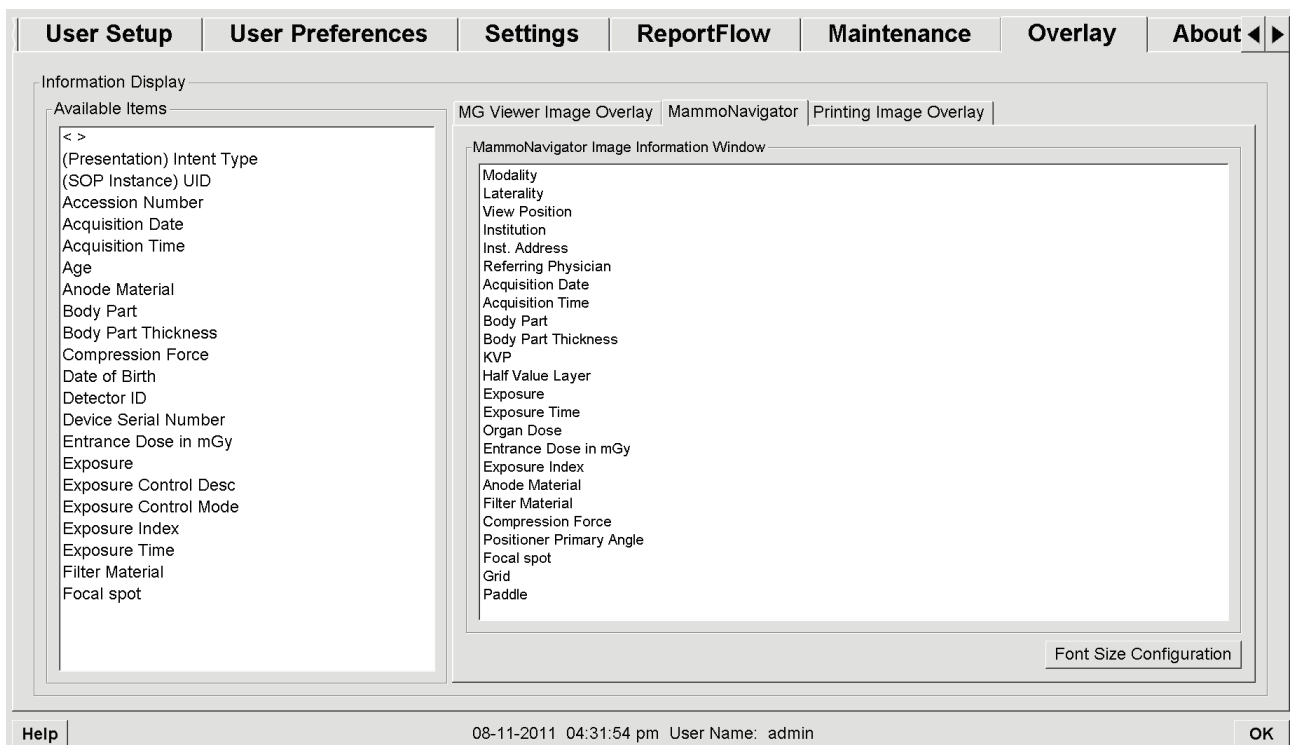 User Setup
User Preferences
Settings
ReportFlow
Maintenance
Overlay
About
Information Display
Available Items
< >
(Presentation) Intent Type
(SOP Instance) UID
Accession Number
Acquisition Date
Acquisition Time
Age
Anode Material
Body Part
Body Part Thickness
Compression Force
Date of Birth
Detector ID
Device Serial Number
Entrance Dose in mGy
Exposure
Exposure Control Desc
Exposure Control Mode
Exposure Index
Exposure Time
Filter Material
Focal spot
MG Viewer Image Overlay
MammoNavigator
Printing Image Overlay
MammoNavigator Image Information Window
Modality
Laterality
View Position
Institution
Inst. Address
Referring Physician
Acquisition Date
Acquisition Time
Body Part
Body Part Thickness
KVP
Half Value Layer
Exposure
Exposure Time
Organ Dose
Entrance Dose in mGy
Exposure Index
Anode Material
Filter Material
Compression Force
Positioner Primary Angle
Focal spot
Grid
Paddle
Font Size Configuration
Help
08-11-2011 04:31:54 pm User Name: admin
OK